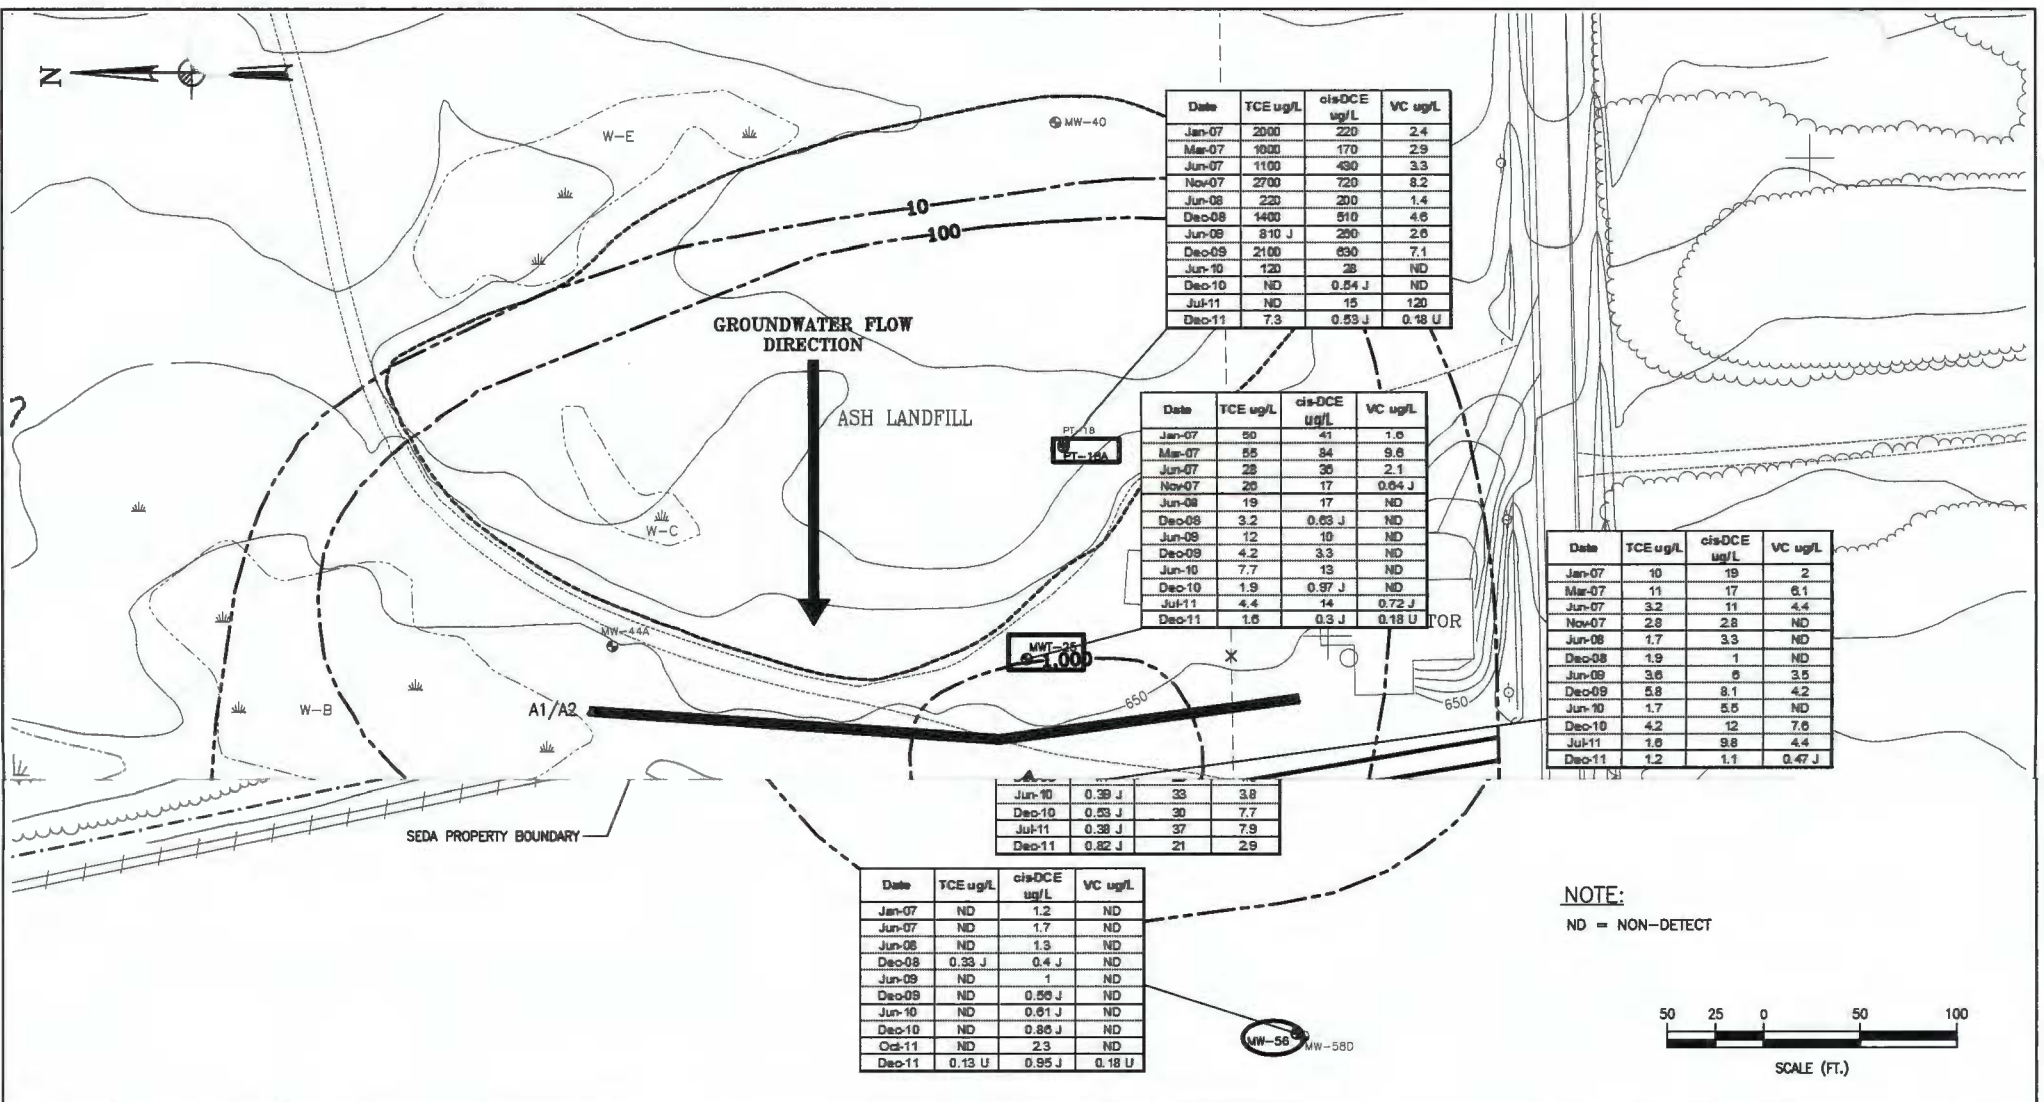 N
W-E
MW-40
10
100
GROUNDWATER FLOW
DIRECTION
ASH LANDFILL
PT-18
PT-18A
W-C
MW-44A
MWT-25
1,000
A1/A2
W-B
650
650
TOR
?
SEDA PROPERTY BOUNDARY
Date TCE ug/L cis-DCE ug/L VC ug/L
Jan-07 2000 220 2.4
Mar-07 170 2.9
Jun-07 1100 430 3.3
Nov-07 2700 720 8.2
Jun-08 220 200 1.4
Dec-08 1400 510 4.6
Jun-09 810 J 2.6
Dec-09 2100 630 7.1
Jun-10 120 28 ND
Dec-10 ND 0.54 J ND
Jul-11 ND 15 120
Dec-11 7.3 0.53 J 0.18 U
Date TCE ug/L cis-DCE ug/L VC ug/L
Jan-07 50 41 1.6
Mar-07 55 84 9.6
Jun-07 28 36 2.1
Nov-07 26 17 0.64 J
Jun-08 19 17 ND
Dec-08 3.2 0.63 J ND
Jun-09 12 10 ND
Dec-09 4.2 3.3 ND
Jun-10 7.7 13 ND
Dec-10 1.9 0.97 J ND
Jul-11 4.4 14 0.72 J
Dec-11 1.6 0.3 J 0.18 U
Date TCE ug/L cis-DCE ug/L VC ug/L
Jan-07 10 19 2
Mar-07 11 17 6.1
Jun-07 3.2 11 4.4
Nov-07 2.8 2.8 ND
Jun-08 1.7 3.3 ND
Dec-08 1.9 1 ND
Jun-09 3.6 6 3.5
Dec-09 5.8 8.1 4.2
Jun-10 1.7 5.5 ND
Dec-10 4.2 12 7.6
Jul-11 1.6 9.8 4.4
Dec-11 1.2 1.1 0.47 J
Jun-10 0.39 J 33 3.8
Dec-10 0.53 J 30 7.7
Jul-11 0.38 J 37 7.9
Dec-11 0.82 J 21 2.9
Date TCE ug/L cis-DCE ug/L VC ug/L
Jan-07 ND 1.2 ND
Jun-07 ND 1.7 ND
Jun-08 ND 1.3 ND
Dec-08 0.33 J 0.4 J ND
Jun-09 ND 1 ND
Dec-09 ND 0.56 J ND
Jun-10 ND 0.61 J ND
Dec-10 ND 0.86 J ND
Oct-11 ND 2.3 ND
Dec-11 0.13 U 0.95 J 0.18 U
MW-56
MW-58D
NOTE:
ND = NON-DETECT
50 25 0 50 100
SCALE (FT.)